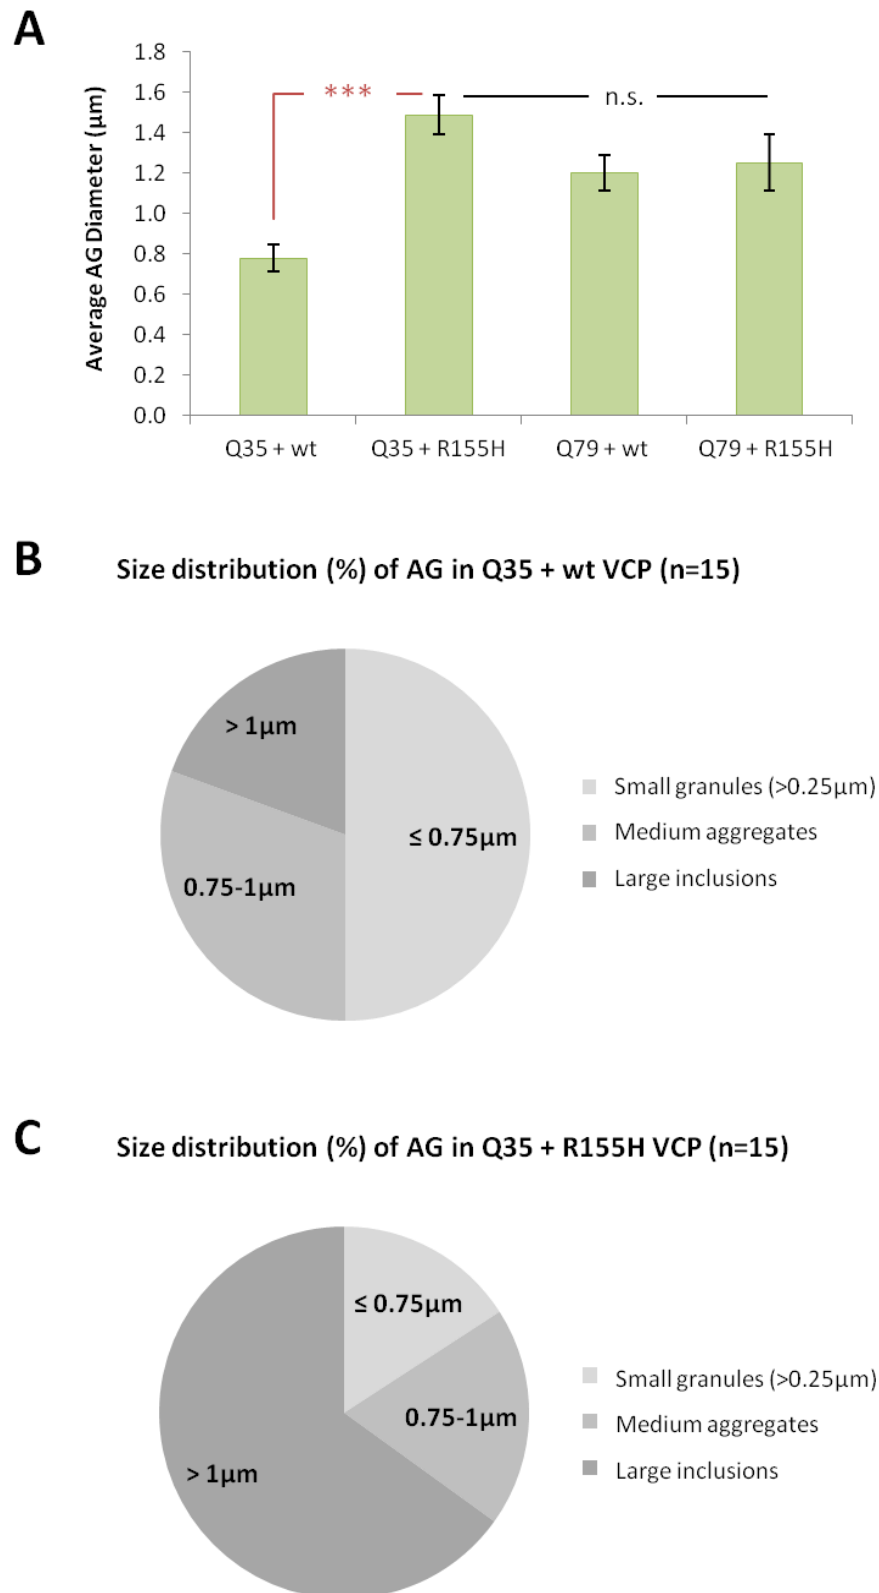 A
Average AG Diameter (µm)
1.8
1.6
1.4
1.2
1.0
0.8
0.6
0.4
0.2
0.0
***
n.s.
Q35 + wt
Q35 + R155H
Q79 + wt
Q79 + R155H
B
Size distribution (%) of AG in Q35 + wt VCP (n=15)
> 1µm
≤ 0.75µm
0.75-1µm
Small granules (>0.25µm)
Medium aggregates
Large inclusions
C
Size distribution (%) of AG in Q35 + R155H VCP (n=15)
≤ 0.75µm
0.75-1µm
> 1µm
Small granules (>0.25µm)
Medium aggregates
Large inclusions